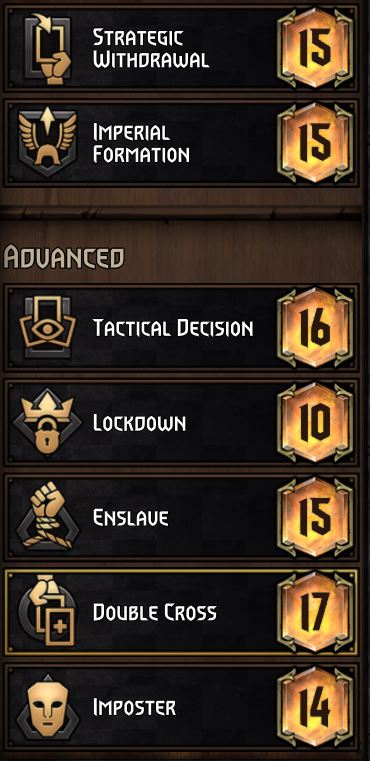 Strategic
Withdrawal
15
Imperial
Formation
15
Advanced
Tactical Decision
16
Lockdown
10
Enslave
15
Double Cross
17
Imposter
14